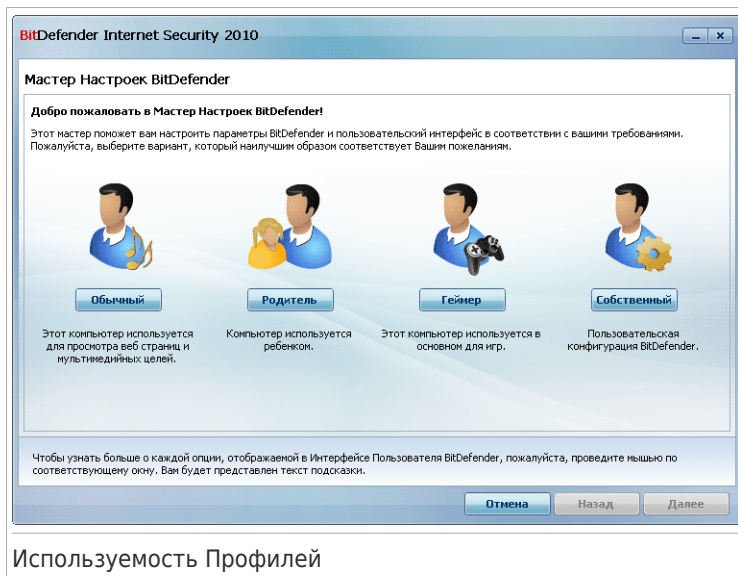 BitDefender Internet Security 2010
Мастер Настроек BitDefender
Добро пожаловать в Мастер Настроек BitDefender!
Этот мастер поможет вам настроить параметры BitDefender и пользовательский интерфейс в соответствии с вашими требованиями.
Пожалуйста, выберите вариант, который наилучшим образом соответствует Вашим пожеланиям.
Обычный
Родитель
Геймер
Собственный
Этот компьютер используется
для просмотра веб страниц и
мультимедийных целей.
Компьютер используется
ребенком.
Этот компьютер используется в
основном для игр.
Пользовательская
конфигурация BitDefender.
Чтобы узнать больше о каждой опции, отображаемой в Интерфейсе Пользователя BitDefender, пожалуйста, проведите мышью по
соответствующему окну. Вам будет представлен текст подсказки.
Отмена
Назад
Далее
Используемость Профилей